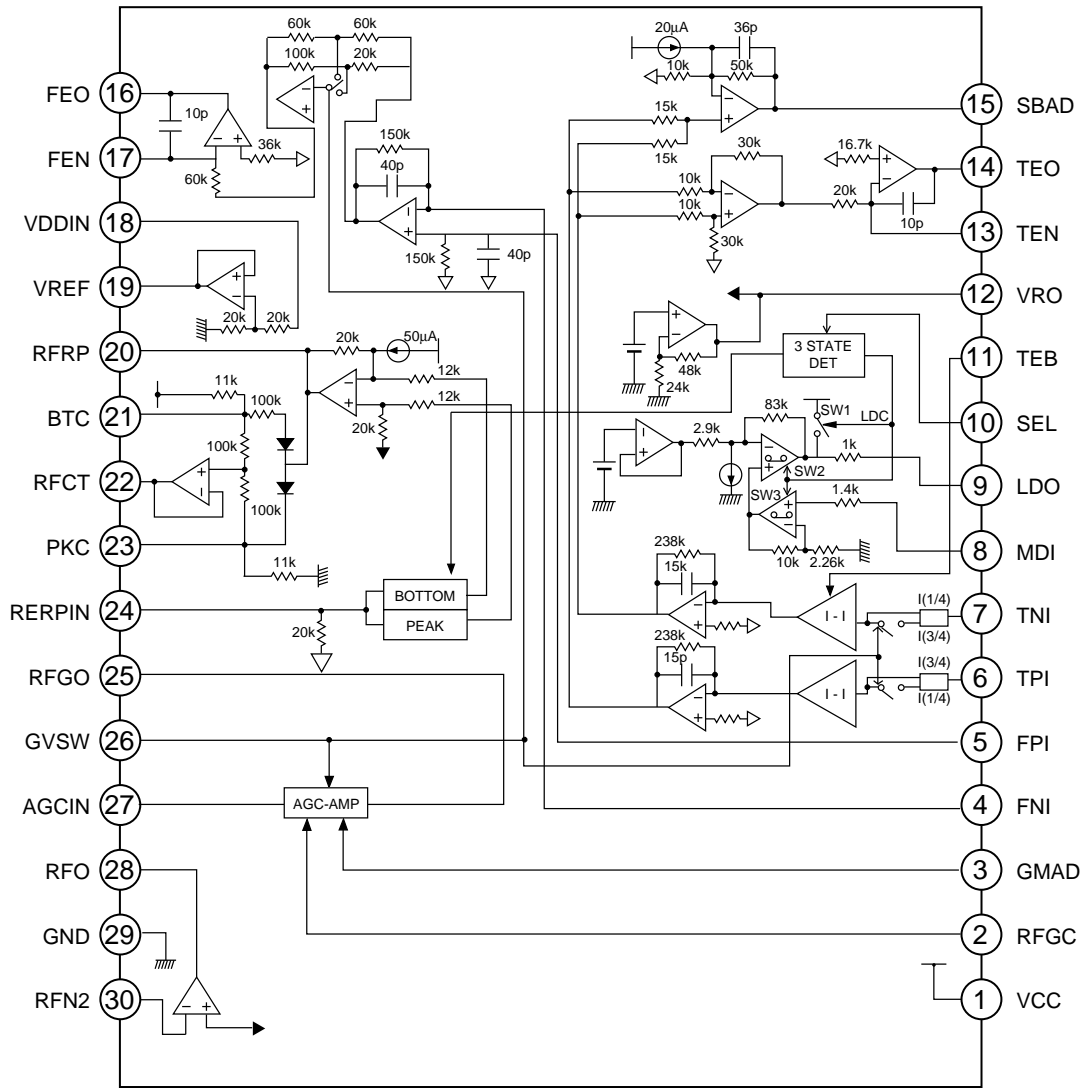 60k
60k
100k
20k
16
FEO
10p
17
FEN
36k
60k
18
VDDIN
19
VREF
20k
20k
20
RFRP
20k
50µA
12k
12k
20k
11k
21
BTC
100k
100k
22
RFCT
100k
23
PKC
11k
24
RERPIN
20k
BOTTOM
PEAK
25
RFGO
26
GVSW
27
AGCIN
AGC-AMP
28
RFO
29
GND
30
RFN2
150k
40p
150k
40p
20µA
36p
10k
50k
15
SBAD
15k
15k
30k
16.7k
14
TEO
10k
10k
20k
10p
30k
13
TEN
12
VRO
48k
24k
3 STATE
DET
11
TEB
83k
SW1
LDC
10
SEL
2.9k
1k
SW2
9
LDO
SW3
1.4k
8
MDI
10k
2.26k
238k
15k
I - I
I(1/4)
7
TNI
I(3/4)
238k
15p
I - I
I(3/4)
6
TPI
I(1/4)
5
FPI
4
FNI
3
GMAD
2
RFGC
1
VCC